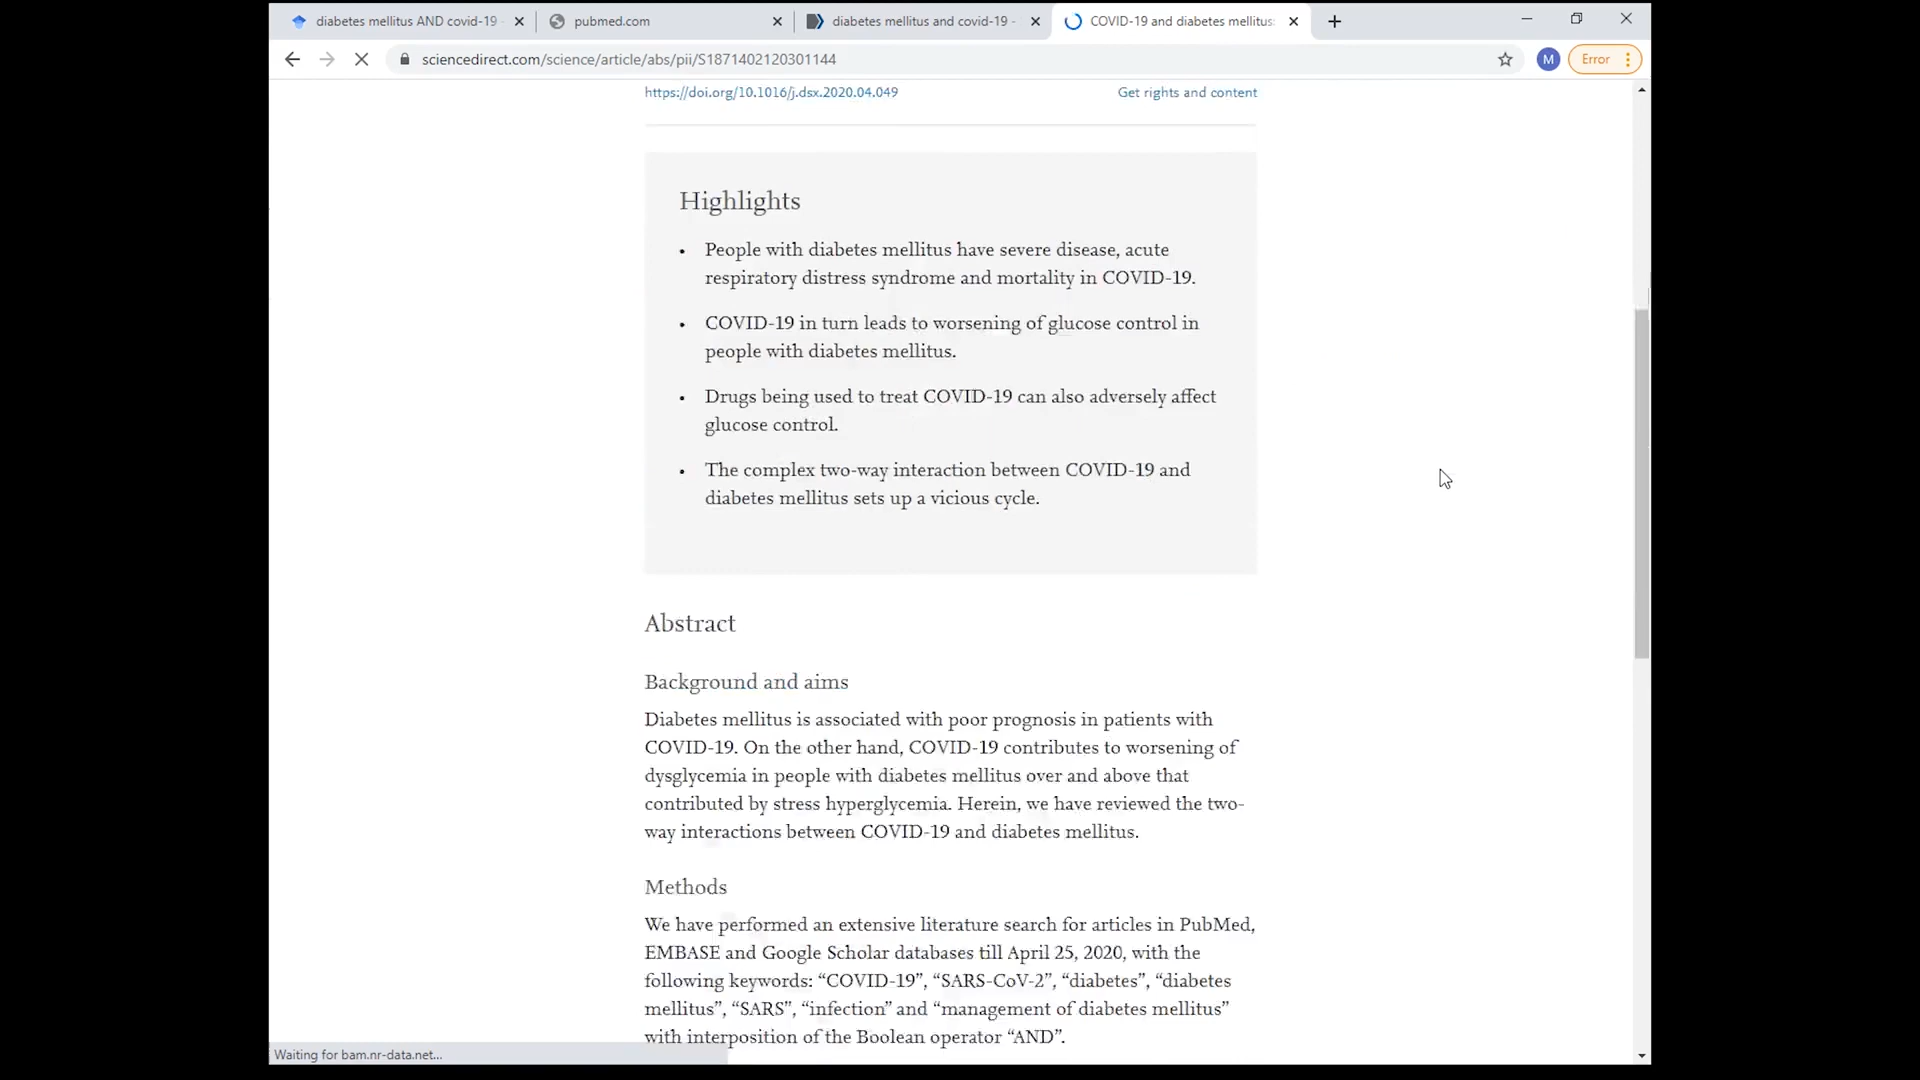 diabetes mellitus AND covid-19 -
pubmed.com
diabetes mellitus and covid-19 -
COVID-19 and diabetes mellitus:
sciencedirect.com/science/article/abs/pii/S1871402120301144
M
Error
https://doi.org/10.1016/j.dsx.2020.04.049
Get rights and content
Highlights
• People with diabetes mellitus have severe disease, acute
respiratory distress syndrome and mortality in COVID-19.
• COVID-19 in turn leads to worsening of glucose control in
people with diabetes mellitus.
• Drugs being used to treat COVID-19 can also adversely affect
glucose control.
• The complex two-way interaction between COVID-19 and
diabetes mellitus sets up a vicious cycle.
Abstract
Background and aims
Diabetes mellitus is associated with poor prognosis in patients with
COVID-19. On the other hand, COVID-19 contributes to worsening of
dysglycemia in people with diabetes mellitus over and above that
contributed by stress hyperglycemia. Herein, we have reviewed the two-
way interactions between COVID-19 and diabetes mellitus.
Methods
We have performed an extensive literature search for articles in PubMed,
EMBASE and Google Scholar databases till April 25, 2020, with the
following keywords: “COVID-19”, “SARS-CoV-2”, “diabetes”, “diabetes
mellitus”, “SARS”, “infection” and “management of diabetes mellitus”
with interposition of the Boolean operator “AND”.
Waiting for bam.nr-data.net...